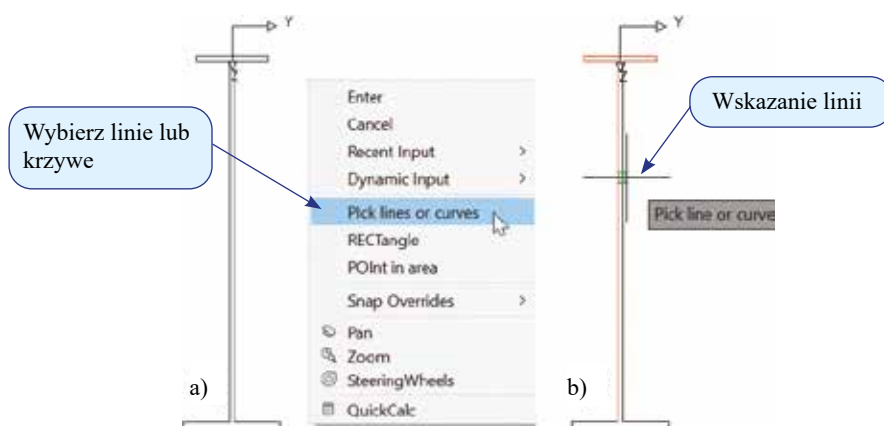 Y
Z
Wybierz linie lub
krzywe
Enter
Cancel
Recent Input >
Dynamic Input >
Pick lines or curves
RECTangle
POInt in area
Snap Overrides >
Pan
Zoom
SteeringWheels
QuickCalc
a)
Y
Z
Wskazanie linii
Pick line or curve
b)